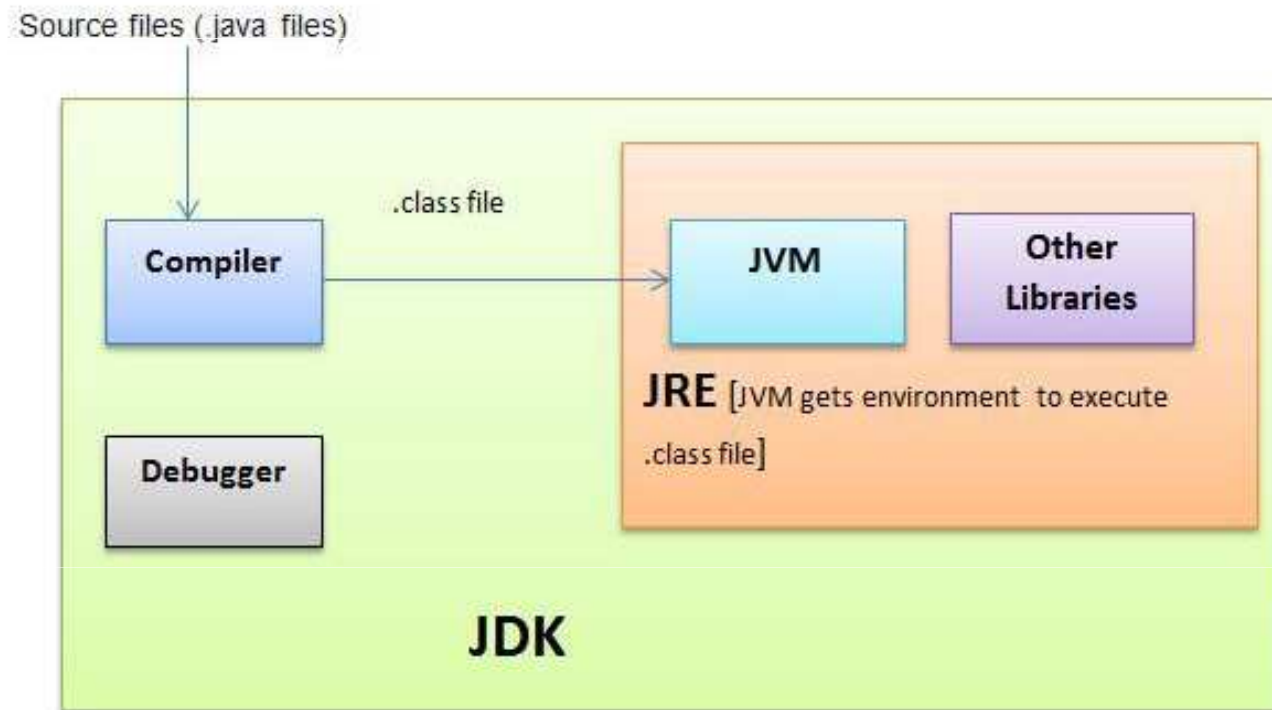 Source files (.java files)
.class file
Compiler
JVM
Other
Libraries
JRE [JVM gets environment to execute
.class file]
Debugger
JDK